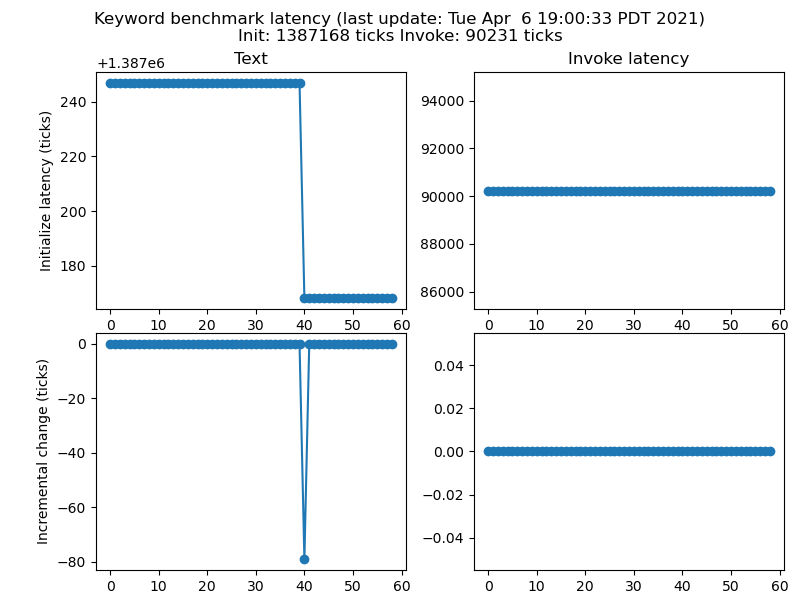 Keyword benchmark latency (last update: Tue Apr  6 19:00:33 PDT 2021)
Init: 1387168 ticks Invoke: 90231 ticks
Text
Invoke latency
+1.387e6
Initialize latency (ticks)
240
220
200
180
0 10 20 30 40 50 60
94000
92000
90000
88000
86000
0 10 20 30 40 50 60
Incremental change (ticks)
0
−20
−40
−60
−80
0 10 20 30 40 50 60
0.04
0.02
0.00
−0.02
−0.04
0 10 20 30 40 50 60